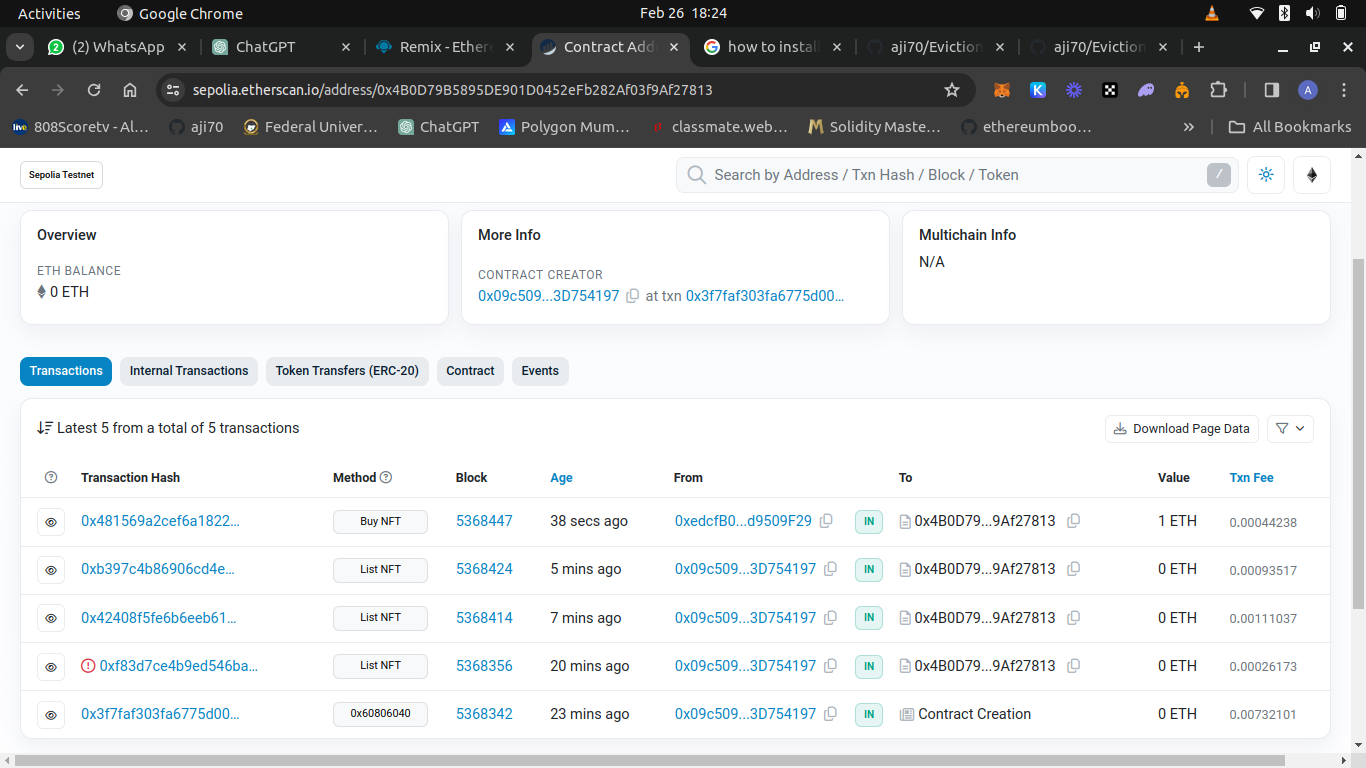 Activities Google Chrome Feb 26 18:24
2 (2) WhatsApp ChatGPT Remix - Ethere Contract Add how to install aji70/Eviction aji70/Eviction
sepolia.etherscan.io/address/0x4B0D79B5895DE901D0452eFb282Af03f9Af27813 A
live 808Scoretv - Al... aji70 Federal Univer... ChatGPT Polygon Mum... classmate.web... Solidity Maste... ethereumboo... » All Bookmarks
Sepolia Testnet Search by Address / Txn Hash / Block / Token /
Overview
ETH BALANCE
0 ETH
More Info
CONTRACT CREATOR
0x09c509...3D754197 at txn 0x3f7faf303fa6775d00...
Multichain Info
N/A
Transactions Internal Transactions Token Transfers (ERC-20) Contract Events
Latest 5 from a total of 5 transactions Download Page Data
Transaction Hash Method Block Age From To Value Txn Fee
0x481569a2cef6a1822... Buy NFT 5368447 38 secs ago 0xedcfB0...d9509F29 IN 0x4B0D79...9Af27813 1 ETH 0.00044238
0xb397c4b86906cd4e... List NFT 5368424 5 mins ago 0x09c509...3D754197 IN 0x4B0D79...9Af27813 0 ETH 0.00093517
0x42408f5fe6b6eeb61... List NFT 5368414 7 mins ago 0x09c509...3D754197 IN 0x4B0D79...9Af27813 0 ETH 0.00111037
0xf83d7ce4b9ed546ba... List NFT 5368356 20 mins ago 0x09c509...3D754197 IN 0x4B0D79...9Af27813 0 ETH 0.00026173
0x3f7faf303fa6775d00... 0x60806040 5368342 23 mins ago 0x09c509...3D754197 IN Contract Creation 0 ETH 0.00732101